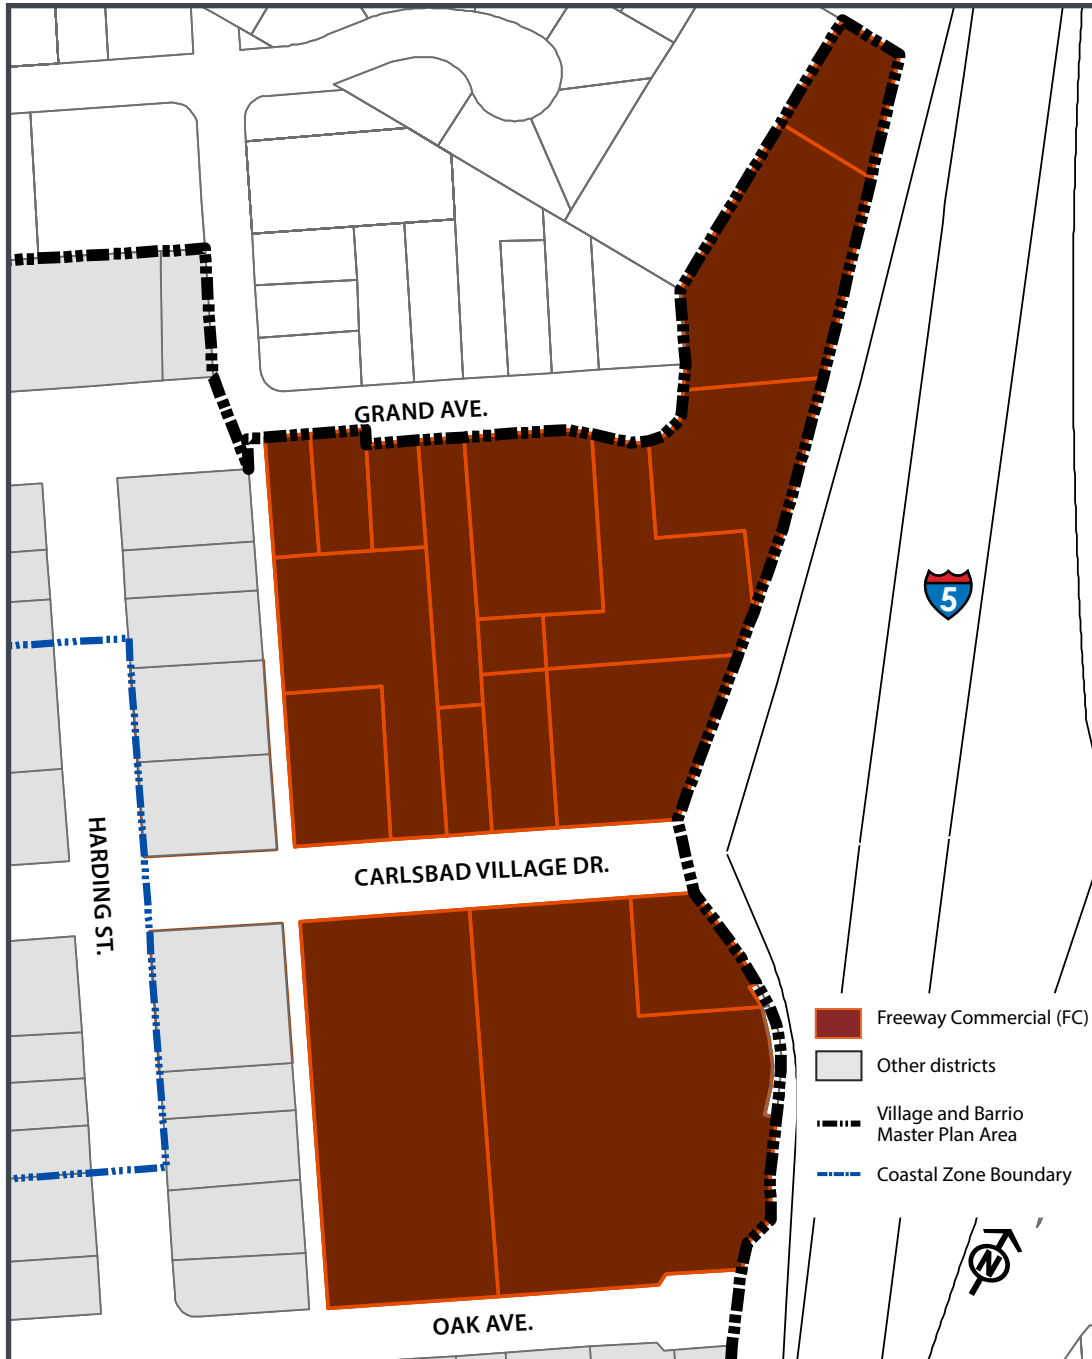 GRAND AVE.
5
HARDING ST.
CARLSBAD VILLAGE DR.
Freeway Commercial (FC)
Other districts
Village and Barrio
Master Plan Area
Coastal Zone Boundary
N
OAK AVE.